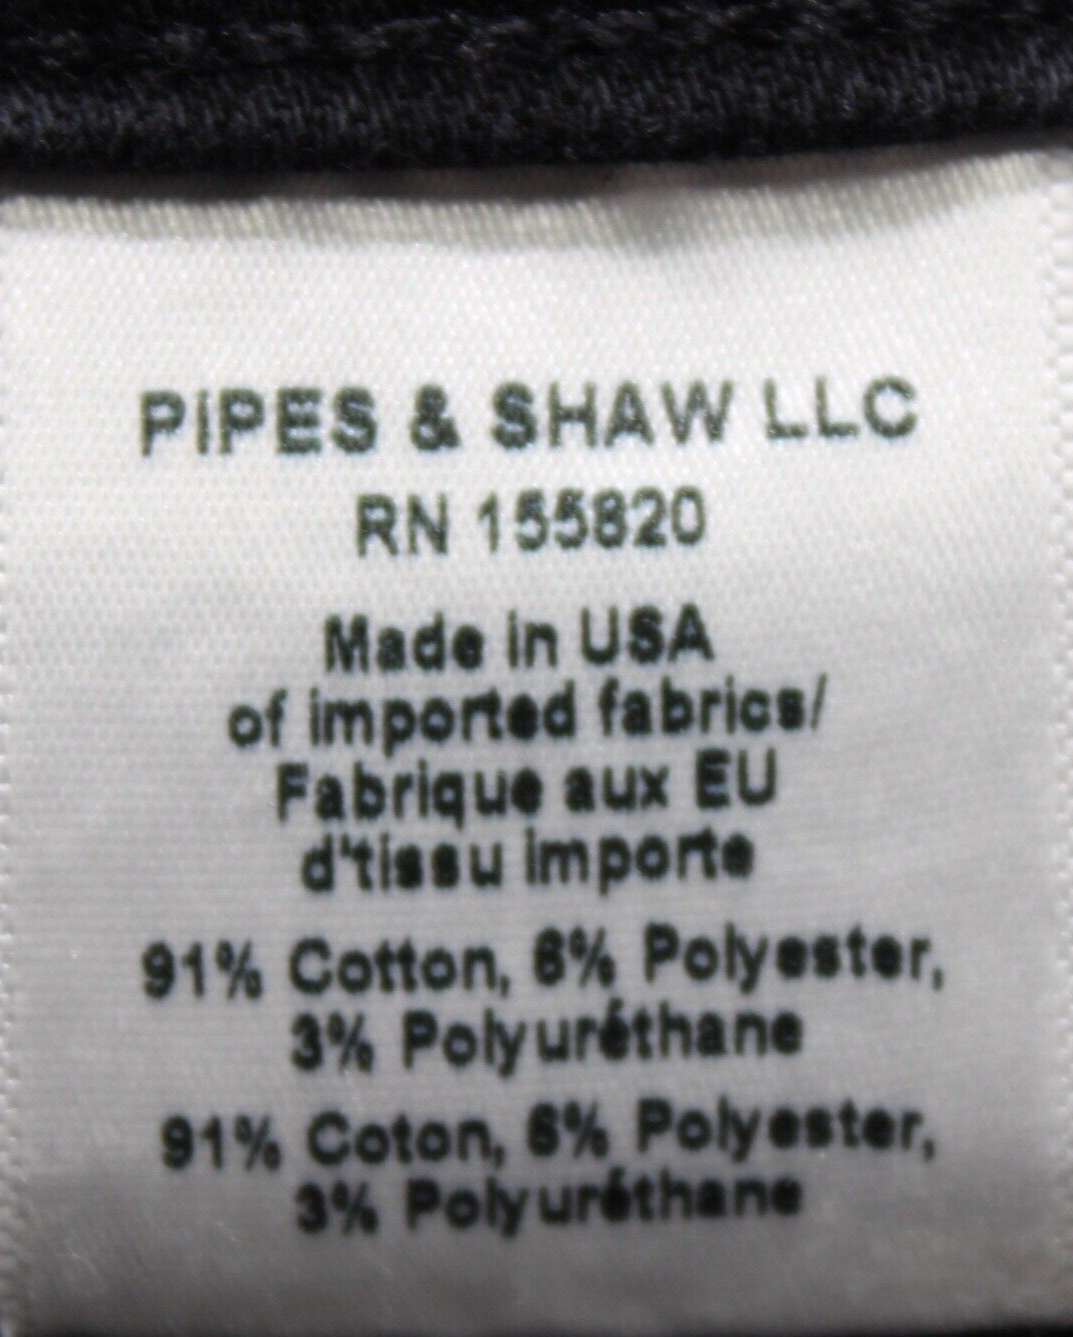 PIPES & SHAW LLC
RN 155820
Made in USA
of imported fabrics/
Fabrique aux EU
d'tissu importe
91% Cotton, 6% Polyester,
3% Polyuréthane
91% Coton, 6% Polyester,
3% Polyuréthane